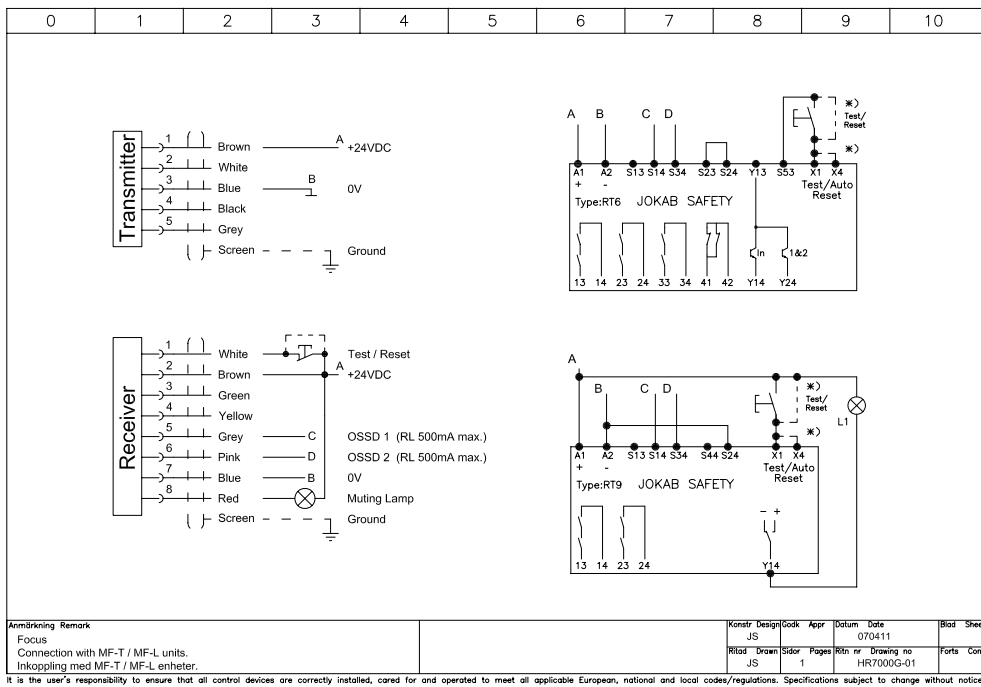 0 1 2 3 4 5 6 7 8 9 10
Transmitter
1 Brown A +24VDC
2 White
3 Blue B 0V
4 Black
5 Grey
Screen Ground
Receiver
1 White Test / Reset
2 Brown A +24VDC
3 Green
4 Yellow
5 Grey C OSSD 1 (RL 500mA max.)
6 Pink D OSSD 2 (RL 500mA max.)
7 Blue B 0V
8 Red Muting Lamp
Screen Ground
A B C D
*)
Test/
Reset
*)
A1 A2 S13 S14 S34 S23 S24 Y13 S53 X1 X4
+ - Test/Auto
Reset
Type:RT6 JOKAB SAFETY
In 1&2
13 14 23 24 33 34 41 42 Y14 Y24
A
B C D
*)
Test/
Reset
*)
L1
A1 A2 S13 S14 S34 S44 S24 X1 X4
+ - Test/Auto
Reset
Type:RT9 JOKAB SAFETY
- +
13 14 23 24 Y14
Anmärkning Remark
Focus
Connection with MF-T / MF-L units.
Inkoppling med MF-T / MF-L enheter.
Konstr Design Godk Appr Datum Date Blad Shee
JS 070411
Ritad Drawn Sidor Pages Ritn nr Drawing no Forts Con
JS 1 HR7000G-01
It is the user's responsibility to ensure that all control devices are correctly installed, cared for and operated to meet all applicable European, national and local codes/regulations. Specifications subject to change without notice